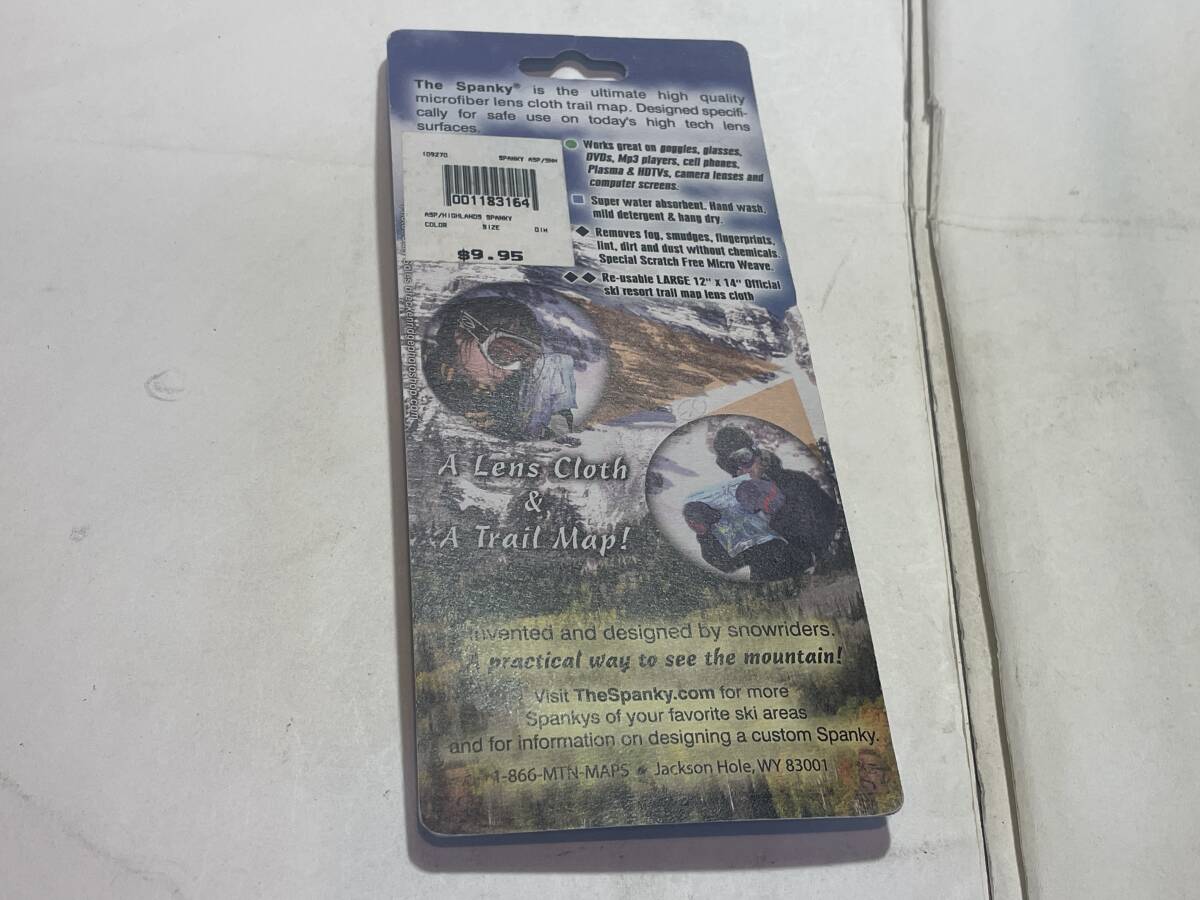 The Spanky® is the ultimate high quality
microfiber lens cloth trail map. Designed specifi-
cally for safe use on today's high tech lens
surfaces.
109270 SPANKY ASP/SNM
001183164
ASP/HIGHLANDS SPANKY
COLOR SIZE DIM
$9.95
Works great on goggles, glasses,
DVDs, Mp3 players, cell phones,
Plasma & HDTVs, camera lenses and
computer screens.
Super water absorbent. Hand wash,
mild detergent & hang dry.
Removes fog, smudges, fingerprints,
lint, dirt and dust without chemicals.
Special Scratch Free Micro Weave.
Re-usable LARGE 12" x 14" Official
ski resort trail map lens cloth
breckenridgephotoshop.com
A Lens Cloth
&
A Trail Map!
Invented and designed by snowriders.
A practical way to see the mountain!
Visit TheSpanky.com for more
Spankys of your favorite ski areas
and for information on designing a custom Spanky.
1-866-MTN-MAPS Jackson Hole, WY 83001